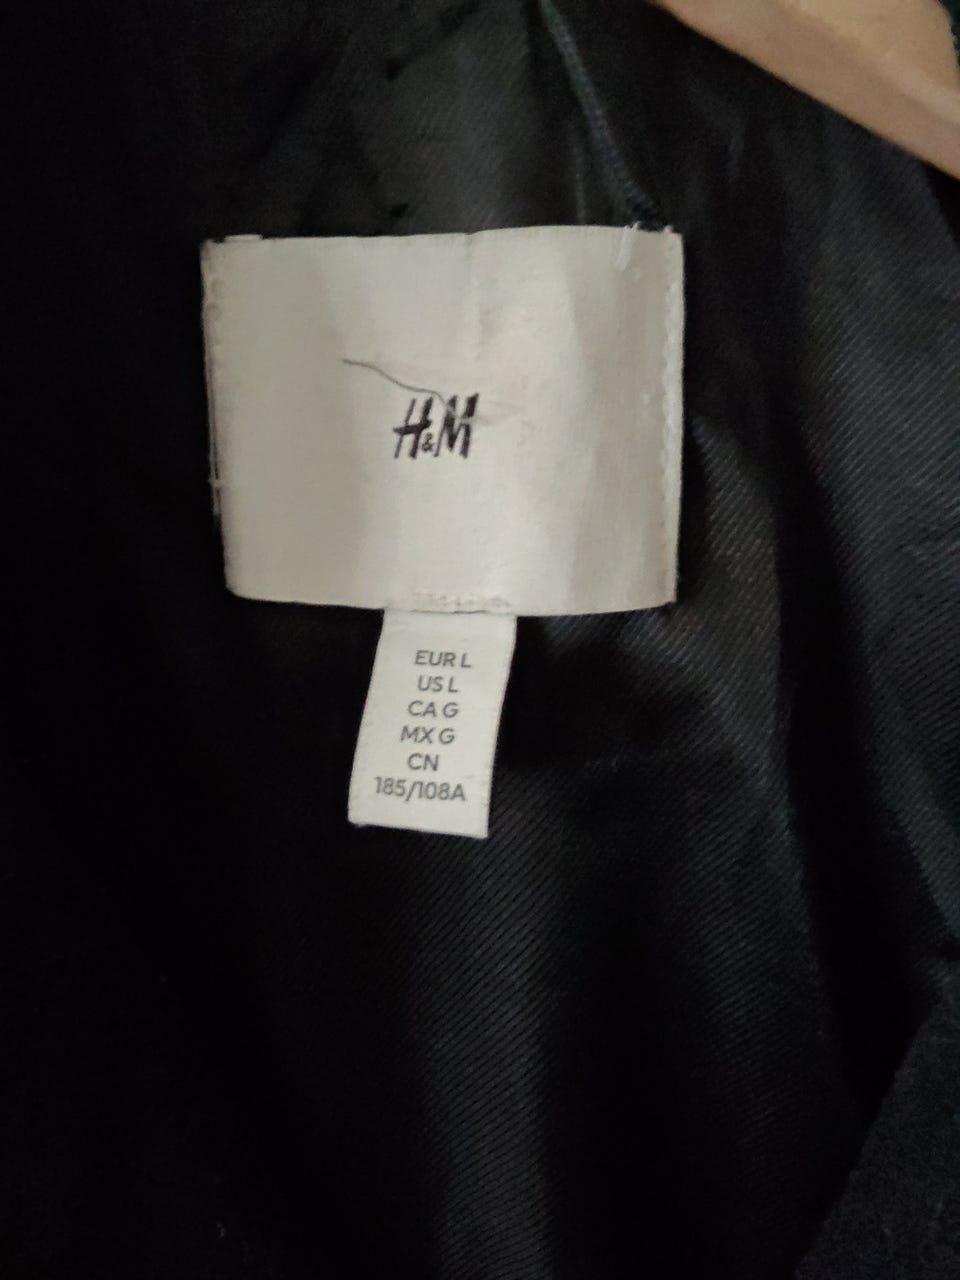 H&M
EUR L
US L
CA G
MX G
CN
185/108A